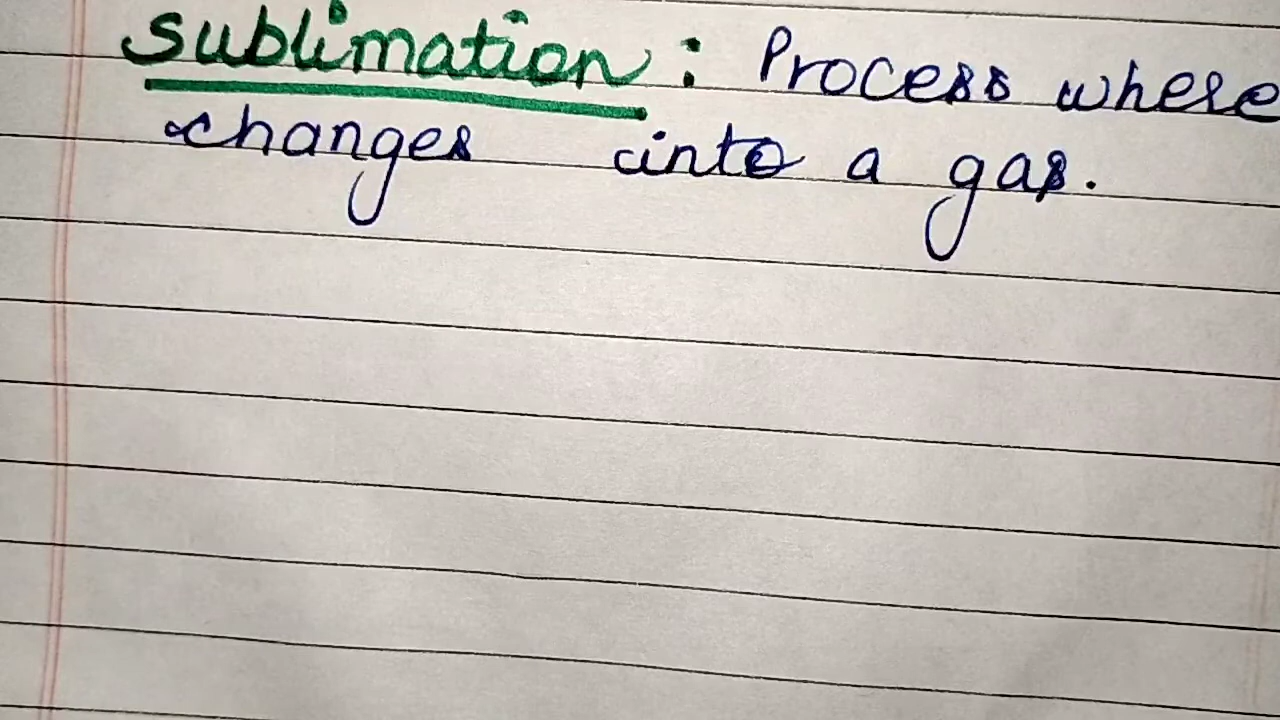 Sublimation : Process where
changes into a gas.